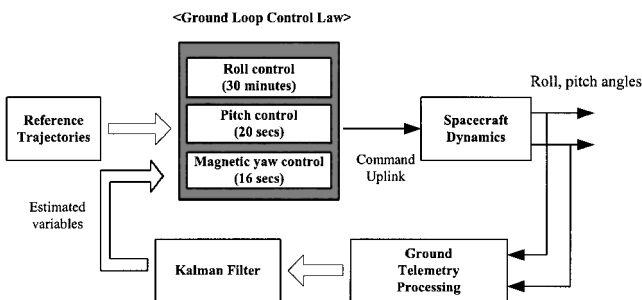 <Ground Loop Control Law>
Roll control
(30 minutes)
Roll, pitch angles
Reference
Trajectories
Pitch control
(20 secs)
Spacecraft
Dynamics
Magnetic yaw control
(16 secs)
Command
Uplink
Estimated
variables
Kalman Filter
Ground
Telemetry
Processing